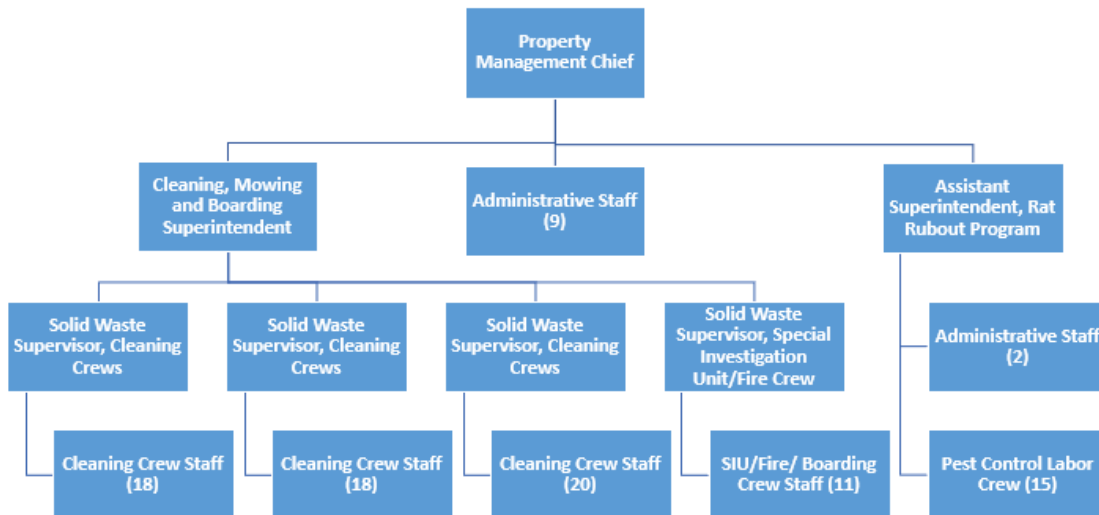 Property
Management Chief
Cleaning, Mowing
and Boarding
Superintendent
Administrative Staff
(9)
Assistant
Superintendent, Rat
Rubout Program
Solid Waste
Supervisor, Cleaning
Crews
Solid Waste
Supervisor, Cleaning
Crews
Solid Waste
Supervisor, Cleaning
Crews
Solid Waste
Supervisor, Special
Investigation
Unit/Fire Crew
Administrative Staff
(2)
Cleaning Crew Staff
(18)
Cleaning Crew Staff
(18)
Cleaning Crew Staff
(20)
SIU/Fire/ Boarding
Crew Staff (11)
Pest Control Labor
Crew (15)